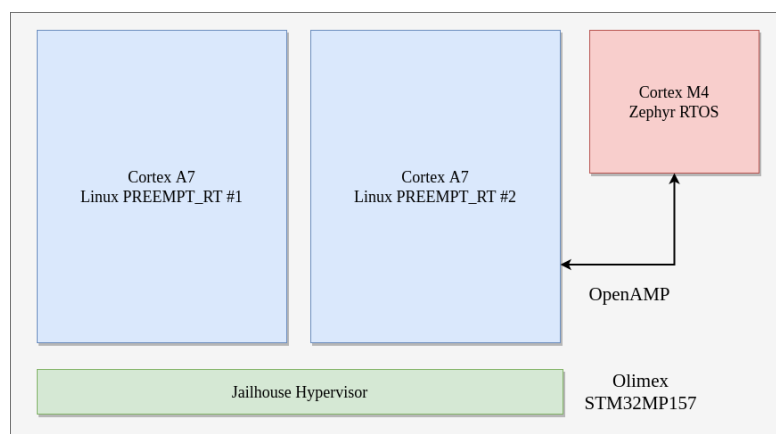 Cortex A7
Linux PREEMPT_RT #1
Cortex A7
Linux PREEMPT_RT #2
Cortex M4
Zephyr RTOS
OpenAMP
Jailhouse Hypervisor
Olimex
STM32MP157